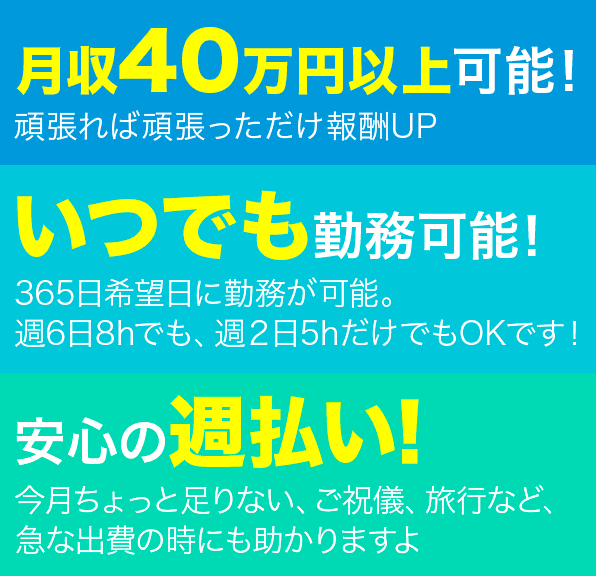 月収40万円以上可能！
頑張れば頑張っただけ報酬UP
いつでも勤務可能！
365日希望日に勤務が可能。
週6日8hでも、週2日5hだけでもOKです！
安心の週払い！
今月ちょっと足りない、ご祝儀、旅行など、
急な出費の時にも助かりますよ